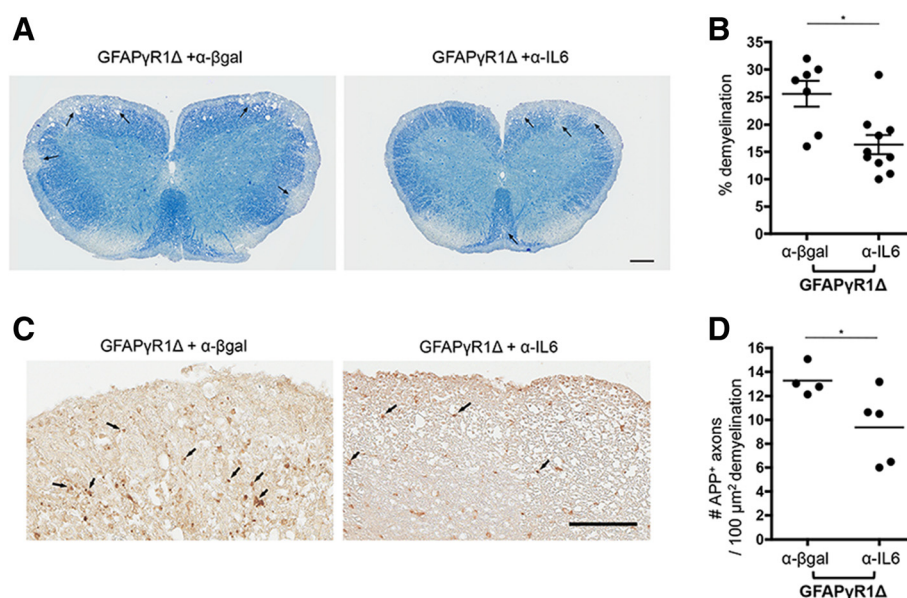 A
GFAPγR1Δ +α-βgal
GFAPγR1Δ +α-IL6
B
*
% demyelination
35
30
25
20
15
10
5
0
α-βgal
α-IL6
GFAPγR1Δ
C
GFAPγR1Δ + α-βgal
GFAPγR1Δ + α-IL6
D
*
# APP⁺ axons
/ 100 μm² demyelination
16
14
12
10
8
6
4
2
0
α-βgal
α-IL6
GFAPγR1Δ